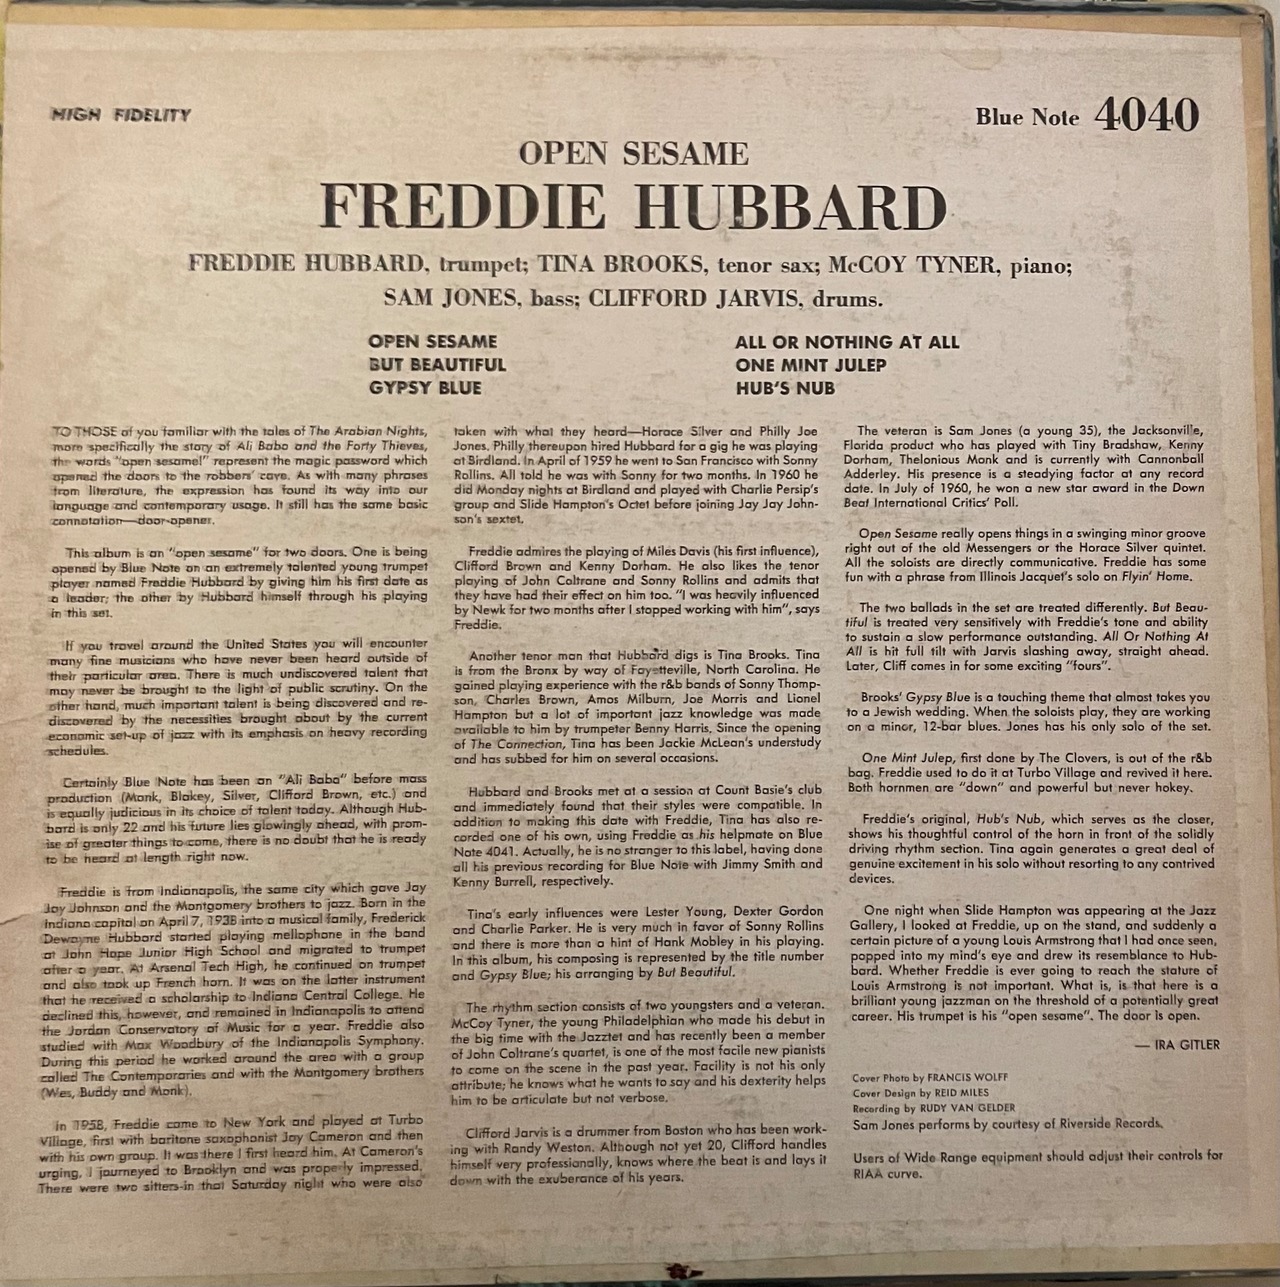 HIGH FIDELITY
Blue Note 4040
OPEN SESAME
FREDDIE HUBBARD
FREDDIE HUBBARD, trumpet; TINA BROOKS, tenor sax; McCOY TYNER, piano;
SAM JONES, bass; CLIFFORD JARVIS, drums.
OPEN SESAME
BUT BEAUTIFUL
GYPSY BLUE
ALL OR NOTHING AT ALL
ONE MINT JULEP
HUB'S NUB
TO THOSE of you familiar with the tales of The Arabian Nights,
more specifically the story of Ali Baba and the Forty Thieves,
the words "open sesame!" represent the magic password which
opened the doors to the robbers' cave. As with many phrases
from literature, the expression has found its way into our
language and contemporary usage. It still has the same basic
connotation—door-opener.
This album is an "open sesame" for two doors. One is being
opened by Blue Note on an extremely talented young trumpet
player named Freddie Hubbard by giving him his first date as
a leader; the other by Hubbard himself through his playing
in this set.
If you travel around the United States you will encounter
many fine musicians who have never been heard outside of
their particular area. There is much undiscovered talent that
may never be brought to the light of public scrutiny. On the
other hand, much important talent is being discovered and re-
discovered by the necessities brought about by the current
economic set-up of jazz with its emphasis on heavy recording
schedules.
Certainly Blue Note has been an "Ali Baba" before mass
production (Monk, Blakey, Silver, Clifford Brown, etc.) and
is equally judicious in its choice of talent today. Although Hub-
bard is only 22 and his future lies glowingly ahead, with prom-
ise of greater things to come, there is no doubt that he is ready
to be heard at length right now.
Freddie is from Indianapolis, the same city which gave Jay
Jay Johnson and the Montgomery brothers to jazz. Born in the
Indiana capital on April 7, 1938 into a musical family, Frederick
Dewayne Hubbard started playing mellophone in the band
at John Hope Junior High School and migrated to trumpet
after a year. At Arsenal Tech High, he continued on trumpet
and also took up French horn. It was on the latter instrument
that he received a scholarship to Indiana Central College. He
declined this, however, and remained in Indianapolis to attend
the Jordan Conservatory of Music for a year. Freddie also
studied with Max Woodbury of the Indianapolis Symphony.
During this period he worked around the area with a group
called The Contemporaries and with the Montgomery brothers
(Wes, Buddy and Monk).
In 1958, Freddie came to New York and played at Turbo
Village, first with baritone saxophonist Jay Cameron and then
with his own group. It was there I first heard him. At Cameron's
urging, I journeyed to Brooklyn and was properly impressed.
There were two sitters-in that Saturday night who were also
taken with what they heard—Horace Silver and Philly Joe
Jones. Philly thereupon hired Hubbard for a gig he was playing
at Birdland. In April of 1959 he went to San Francisco with Sonny
Rollins. All told he was with Sonny for two months. In 1960 he
did Monday nights at Birdland and played with Charlie Persip's
group and Slide Hampton's Octet before joining Jay Jay John-
son's sextet.
Freddie admires the playing of Miles Davis (his first influence),
Clifford Brown and Kenny Dorham. He also likes the tenor
playing of John Coltrane and Sonny Rollins and admits that
they have had their effect on him too. "I was heavily influenced
by Newk for two months after I stopped working with him", says
Freddie.
Another tenor man that Hubbard digs is Tina Brooks. Tina
is from the Bronx by way of Fayetteville, North Carolina. He
gained playing experience with the r&b bands of Sonny Thomp-
son, Charles Brown, Amos Milburn, Joe Morris and Lionel
Hampton but a lot of important jazz knowledge was made
available to him by trumpeter Benny Harris. Since the opening
of The Connection, Tina has been Jackie McLean's understudy
and has subbed for him on several occasions.
Hubbard and Brooks met at a session at Count Basie's club
and immediately found that their styles were compatible. In
addition to making this date with Freddie, Tina has also re-
corded one of his own, using Freddie as his helpmate on Blue
Note 4041. Actually, he is no stranger to this label, having done
all his previous recording for Blue Note with Jimmy Smith and
Kenny Burrell, respectively.
Tina's early influences were Lester Young, Dexter Gordon
and Charlie Parker. He is very much in favor of Sonny Rollins
and there is more than a hint of Hank Mobley in his playing.
In this album, his composing is represented by the title number
and Gypsy Blue; his arranging by But Beautiful.
The rhythm section consists of two youngsters and a veteran.
McCoy Tyner, the young Philadelphian who made his debut in
the big time with the Jazztet and has recently been a member
of John Coltrane's quartet, is one of the most facile new pianists
to come on the scene in the past year. Facility is not his only
attribute; he knows what he wants to say and his dexterity helps
him to be articulate but not verbose.
Clifford Jarvis is a drummer from Boston who has been work-
ing with Randy Weston. Although not yet 20, Clifford handles
himself very professionally, knows where the beat is and lays it
down with the exuberance of his years.
The veteran is Sam Jones (a young 35), the Jacksonville,
Florida product who has played with Tiny Bradshaw, Kenny
Dorham, Thelonious Monk and is currently with Cannonball
Adderley. His presence is a steadying factor at any record
date. In July of 1960, he won a new star award in the Down
Beat International Critics' Poll.
Open Sesame really opens things in a swinging minor groove
right out of the old Messengers or the Horace Silver quintet.
All the soloists are directly communicative. Freddie has some
fun with a phrase from Illinois Jacquet's solo on Flyin' Home.
The two ballads in the set are treated differently. But Beau-
tiful is treated very sensitively with Freddie's tone and ability
to sustain a slow performance outstanding. All Or Nothing At
All is hit full tilt with Jarvis slashing away, straight ahead.
Later, Cliff comes in for some exciting "fours".
Brooks' Gypsy Blue is a touching theme that almost takes you
to a Jewish wedding. When the soloists play, they are working
on a minor, 12-bar blues. Jones has his only solo of the set.
One Mint Julep, first done by The Clovers, is out of the r&b
bag. Freddie used to do it at Turbo Village and revived it here.
Both hornmen are "down" and powerful but never hokey.
Freddie's original, Hub's Nub, which serves as the closer,
shows his thoughtful control of the horn in front of the solidly
driving rhythm section. Tina again generates a great deal of
genuine excitement in his solo without resorting to any contrived
devices.
One night when Slide Hampton was appearing at the Jazz
Gallery, I looked at Freddie, up on the stand, and suddenly a
certain picture of a young Louis Armstrong that I had once seen,
popped into my mind's eye and drew its resemblance to Hub-
bard. Whether Freddie is ever going to reach the stature of
Louis Armstrong is not important. What is, is that here is a
brilliant young jazzman on the threshold of a potentially great
career. His trumpet is his "open sesame". The door is open.
— IRA GITLER
Cover Photo by FRANCIS WOLFF
Cover Design by REID MILES
Recording by RUDY VAN GELDER
Sam Jones performs by courtesy of Riverside Records.
Users of Wide Range equipment should adjust their controls for
RIAA curve.